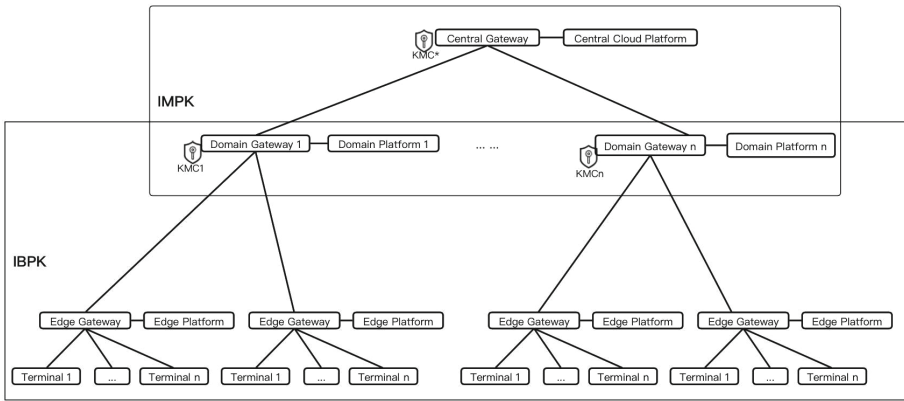 Central Gateway
Central Cloud Platform
KMC*
IMPK
Domain Gateway 1
Domain Platform 1
... ...
Domain Gateway n
Domain Platform n
KMC1
KMCn
IBPK
Edge Gateway
Edge Platform
Edge Gateway
Edge Platform
Edge Gateway
Edge Platform
Edge Gateway
Edge Platform
Terminal 1
...
Terminal n
Terminal 1
...
Terminal n
Terminal 1
...
Terminal n
Terminal 1
...
Terminal n